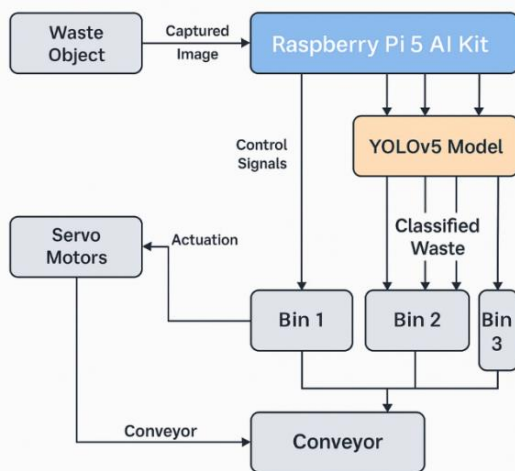 Waste
Object
Captured
Image
Raspberry Pi 5 AI Kit
Control
Signals
YOLOv5 Model
Classified
Waste
Servo
Motors
Actuation
Bin 1
Bin 2
Bin
3
Conveyor
Conveyor